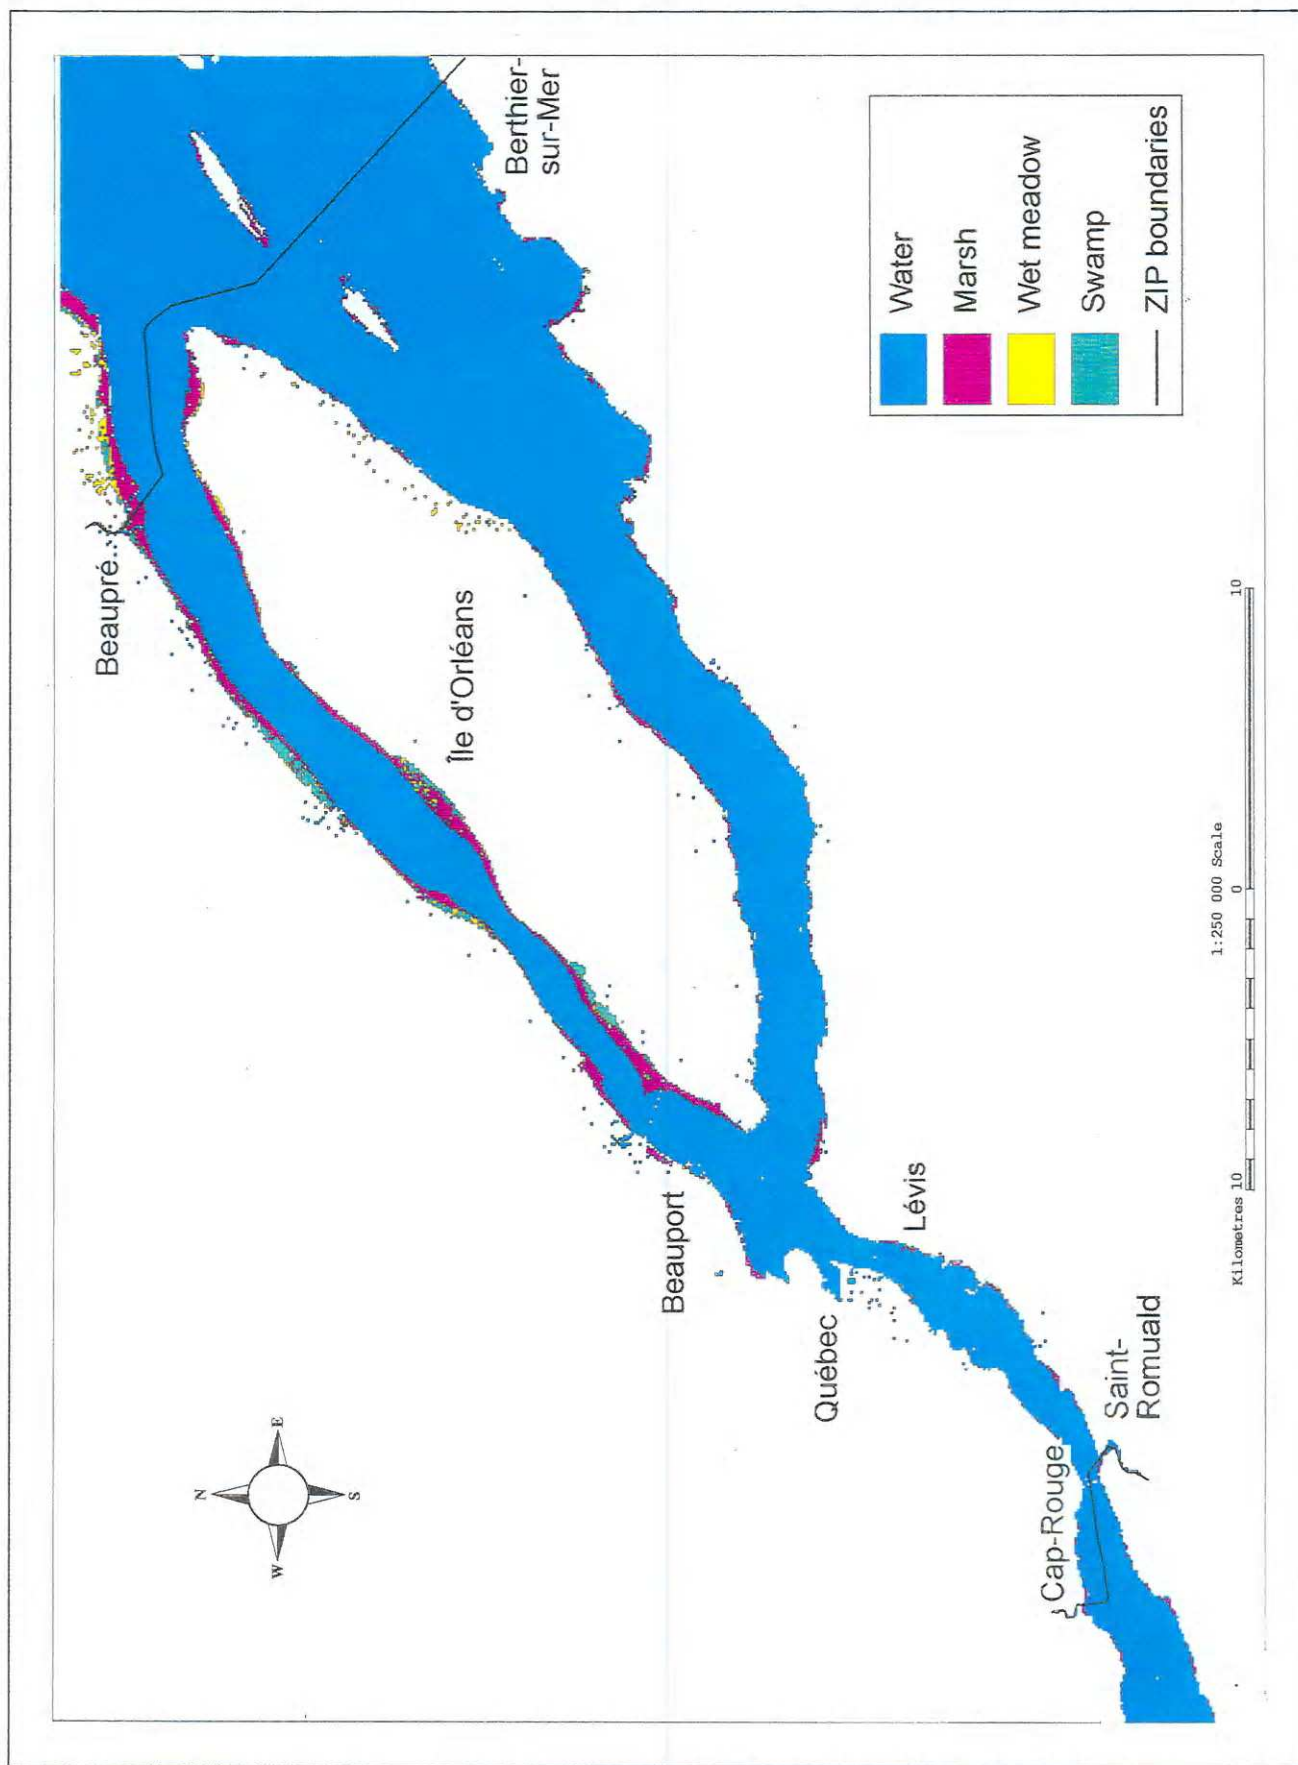 N
W
E
S
Beaupré
Berthier-
sur-Mer
Île d'Orléans
Beauport
Québec
Lévis
Cap-Rouge
Saint-
Romuald
Water
Marsh
Wet meadow
Swamp
ZIP boundaries
1:250 000 Scale
Kilometres 10
0
10